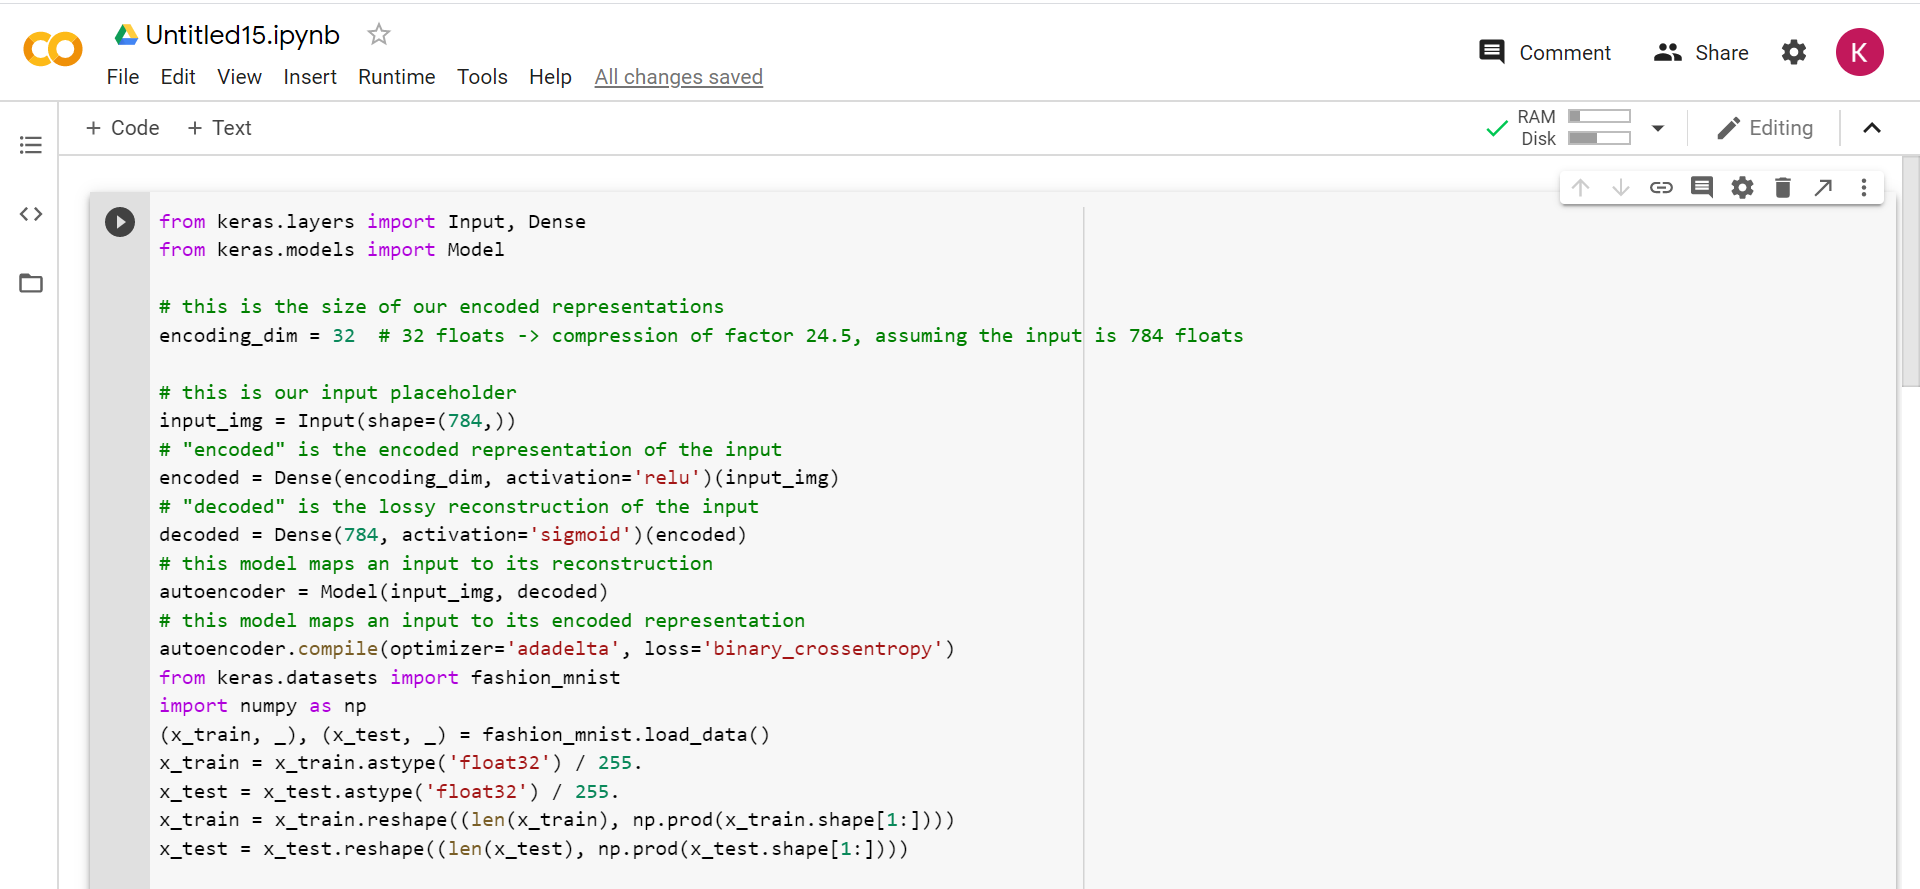 Untitled15.ipynb
File Edit View Insert Runtime Tools Help All changes saved
Comment Share K
+ Code + Text
RAM
Disk
Editing
from keras.layers import Input, Dense
from keras.models import Model
# this is the size of our encoded representations
encoding_dim = 32  # 32 floats -> compression of factor 24.5, assuming the input is 784 floats
# this is our input placeholder
input_img = Input(shape=(784,))
# "encoded" is the encoded representation of the input
encoded = Dense(encoding_dim, activation='relu')(input_img)
# "decoded" is the lossy reconstruction of the input
decoded = Dense(784, activation='sigmoid')(encoded)
# this model maps an input to its reconstruction
autoencoder = Model(input_img, decoded)
# this model maps an input to its encoded representation
autoencoder.compile(optimizer='adadelta', loss='binary_crossentropy')
from keras.datasets import fashion_mnist
import numpy as np
(x_train, _), (x_test, _) = fashion_mnist.load_data()
x_train = x_train.astype('float32') / 255.
x_test = x_test.astype('float32') / 255.
x_train = x_train.reshape((len(x_train), np.prod(x_train.shape[1:])))
x_test = x_test.reshape((len(x_test), np.prod(x_test.shape[1:])))